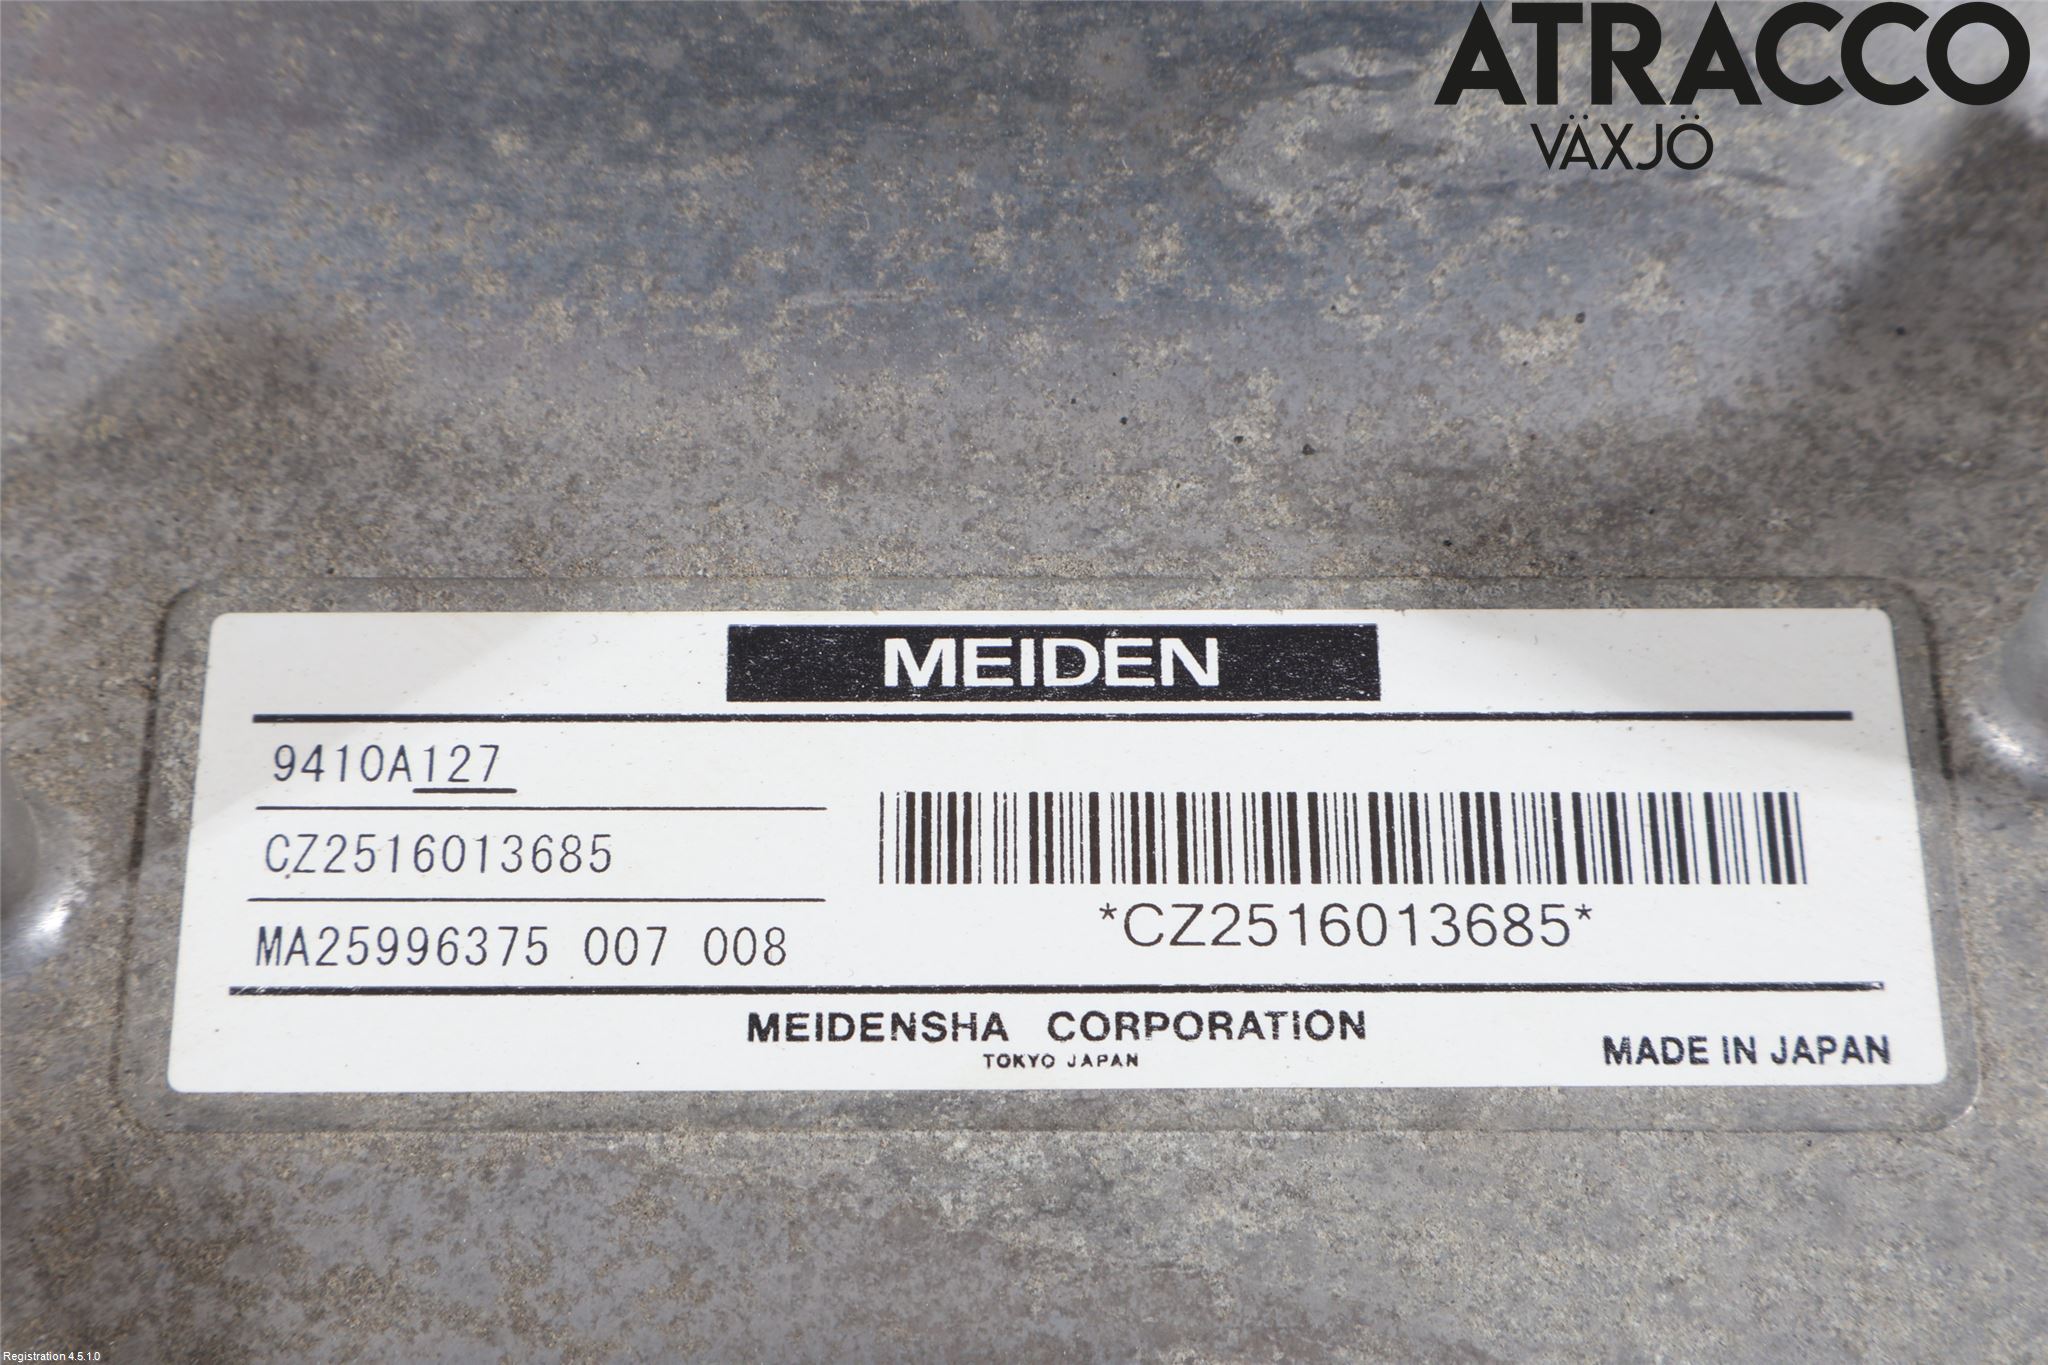 ATRACCO
VÄXJÖ
MEIDEN
9410A127
CZ2516013685
*CZ2516013685*
MA25996375 007 008
MEIDENSHA CORPORATION
TOKYO JAPAN
MADE IN JAPAN
Registration 4.5.1.0